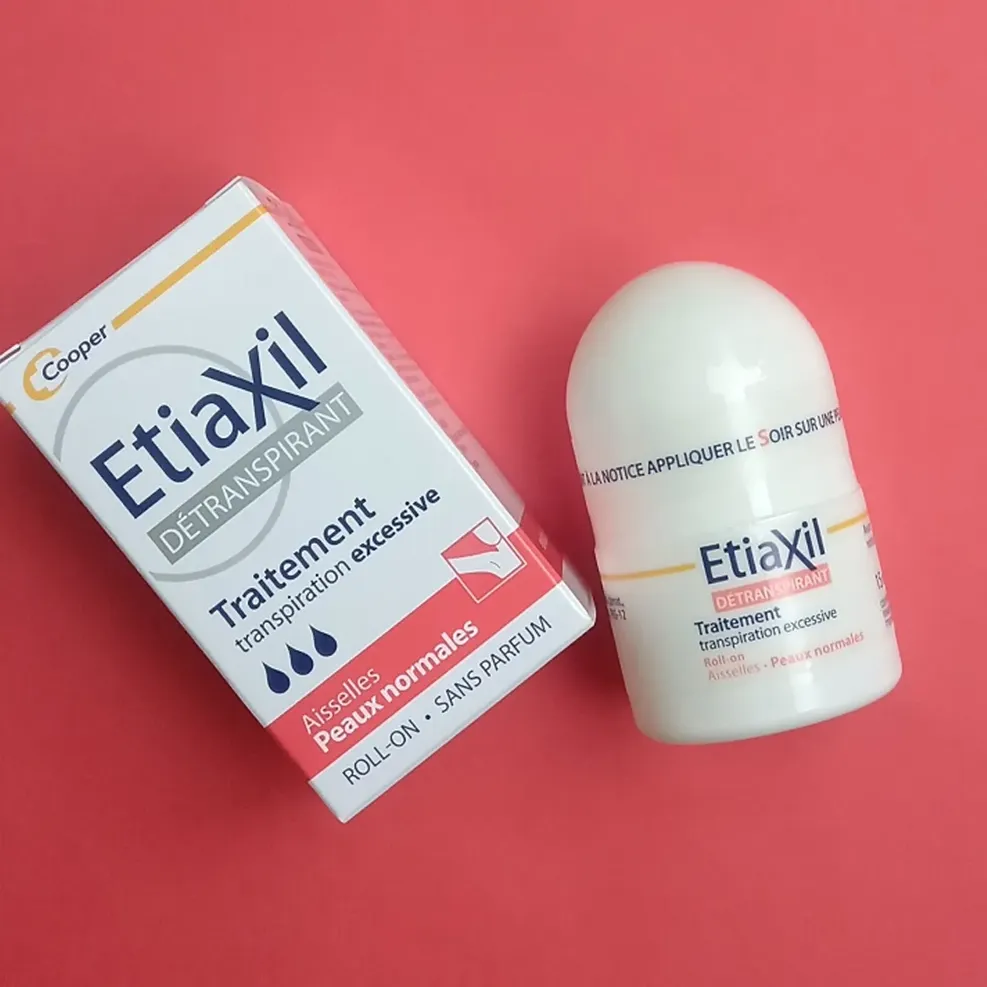 Cooper
EtiaXil
DÉTRANSPIRANT
Traitement
transpiration excessive
Aisselles
Peaux normales
ROLL-ON • SANS PARFUM
À LA NOTICE APPLIQUER LE SOIR SUR UNE
EtiaXil
DÉTRANSPIRANT
Traitement
transpiration excessive
Roll-on
Aisselles - Peaux normales